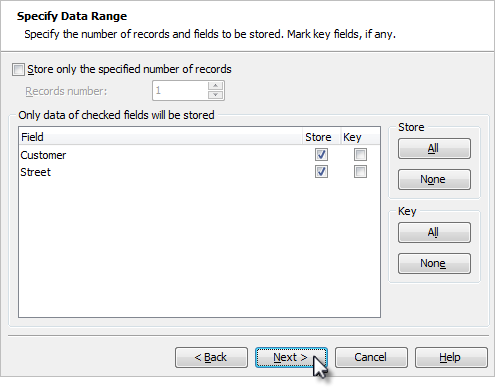 Specify Data Range
Specify the number of records and fields to be stored. Mark key fields, if any.
Store only the specified number of records
Records number: 1
Only data of checked fields will be stored
Field Store Key
Customer
Street
Store
All
None
Key
All
None
< Back Next > Cancel Help